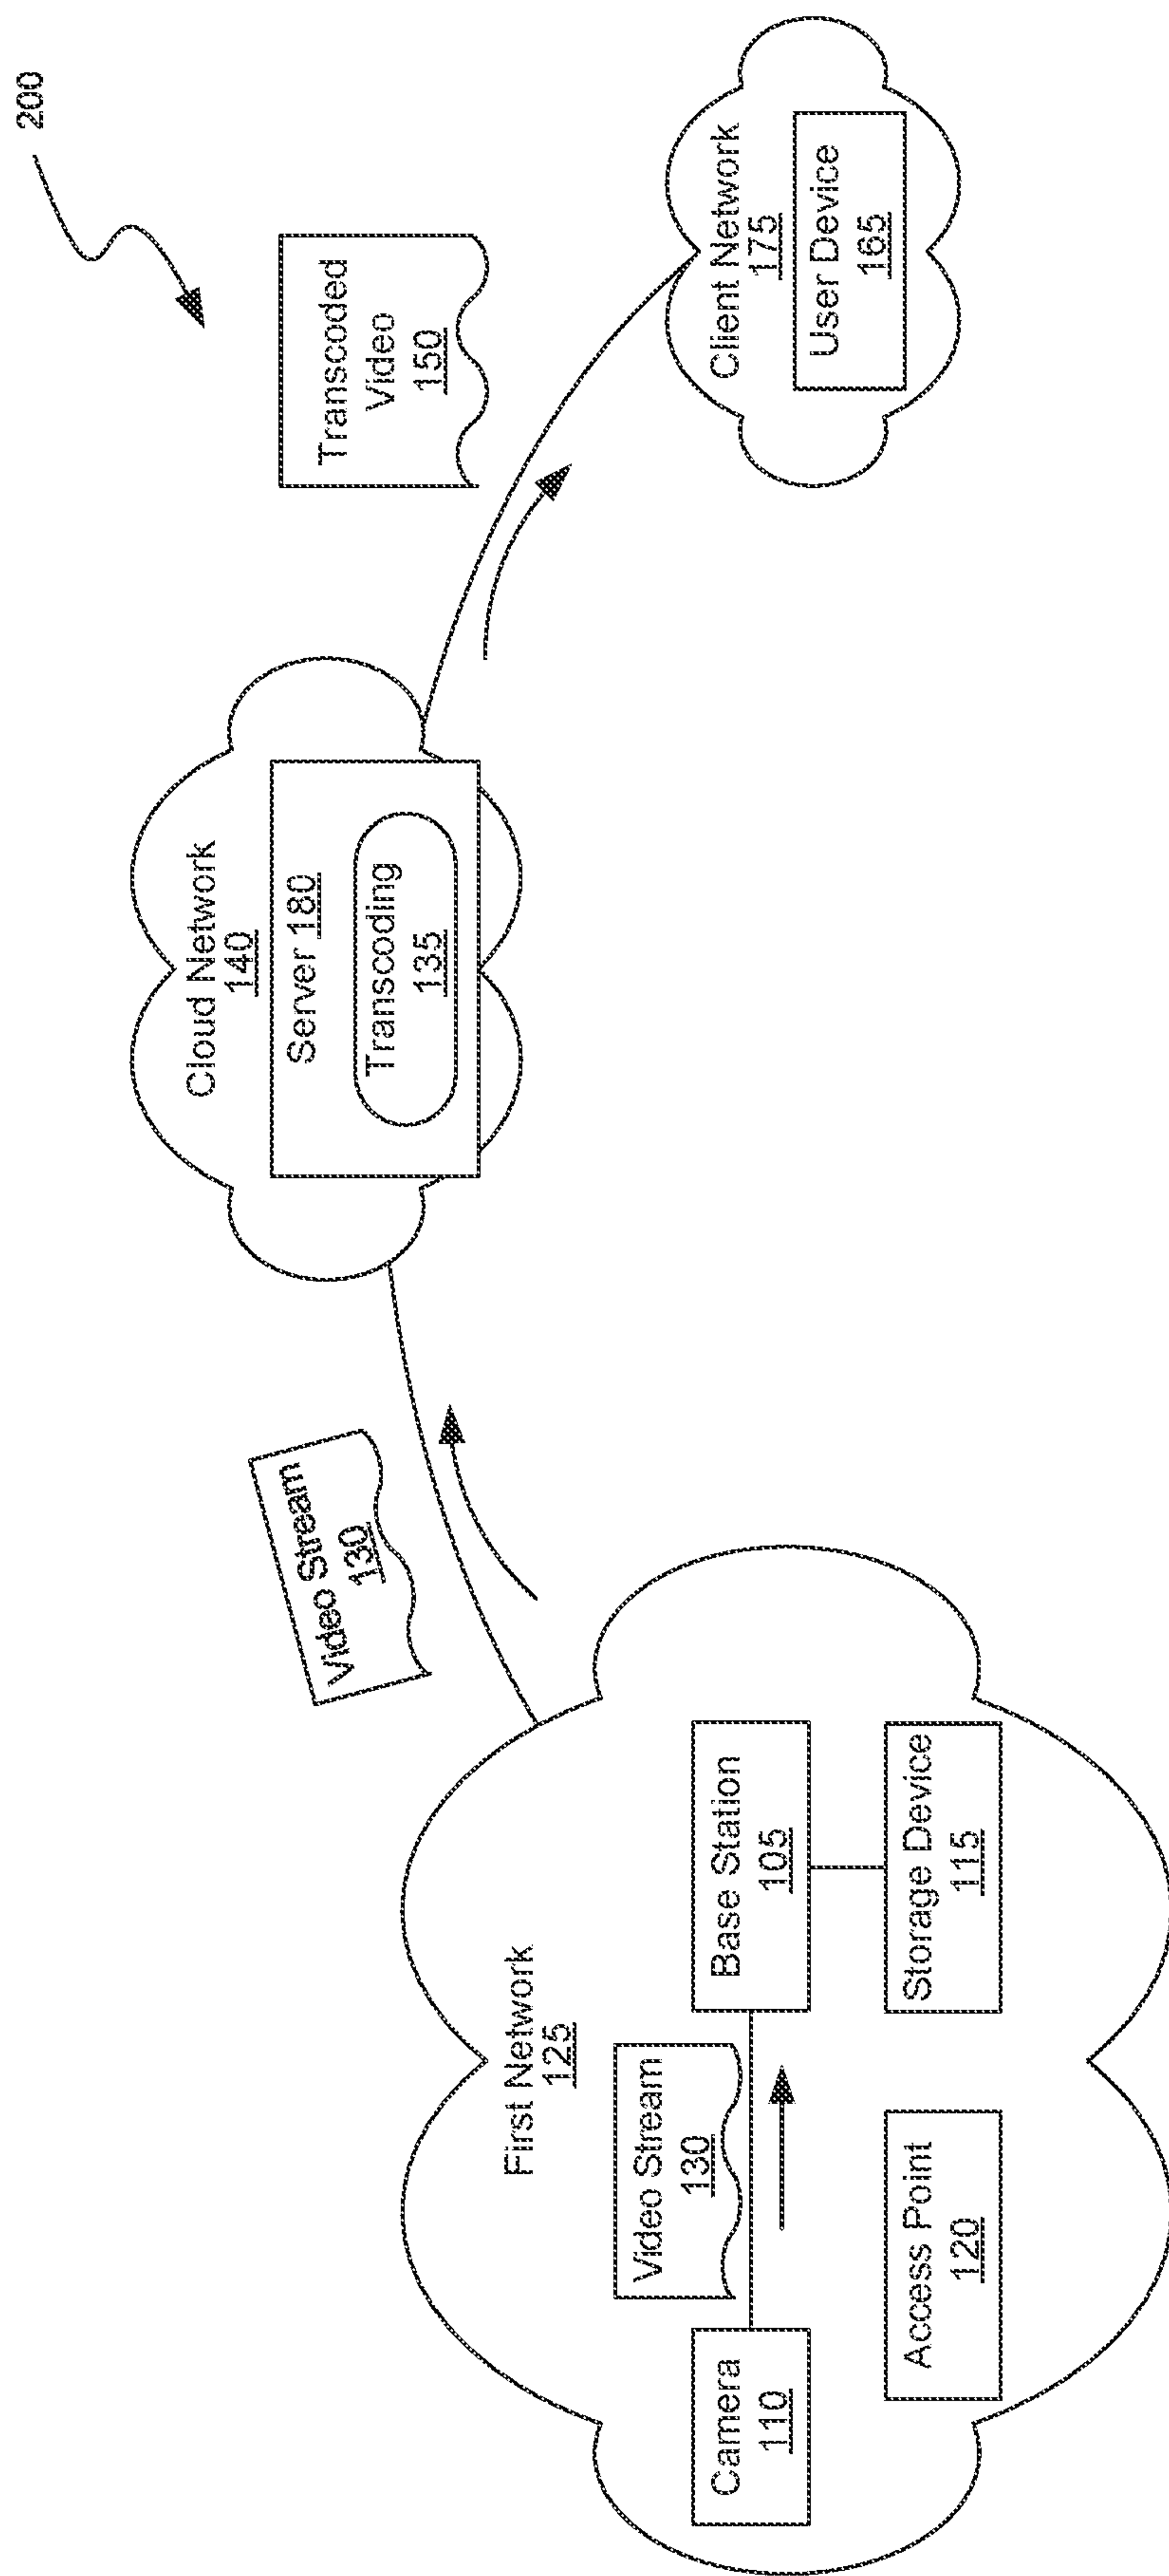 200
Cloud Network
140
Server 180
Transcoding
135
Transcoded
Video
150
Video Stream
130
Client Network
175
User Device
165
First Network
125
Video Stream
130
Camera
110
Base Station
105
Access Point
120
Storage Device
115